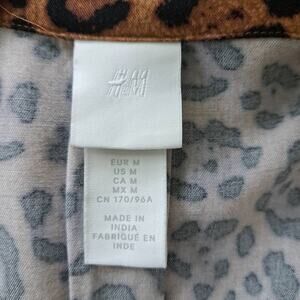 H&M
EUR M
US M
CA M
MX M
CN 170/96A
MADE IN
INDIA
FABRIQUÉ EN
INDE